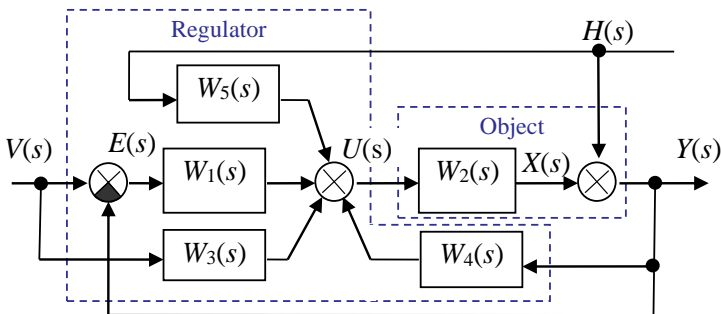 Regulator
H(s)
W5(s)
Object
V(s)
E(s)
U(s)
X(s)
Y(s)
W1(s)
W2(s)
W3(s)
W4(s)